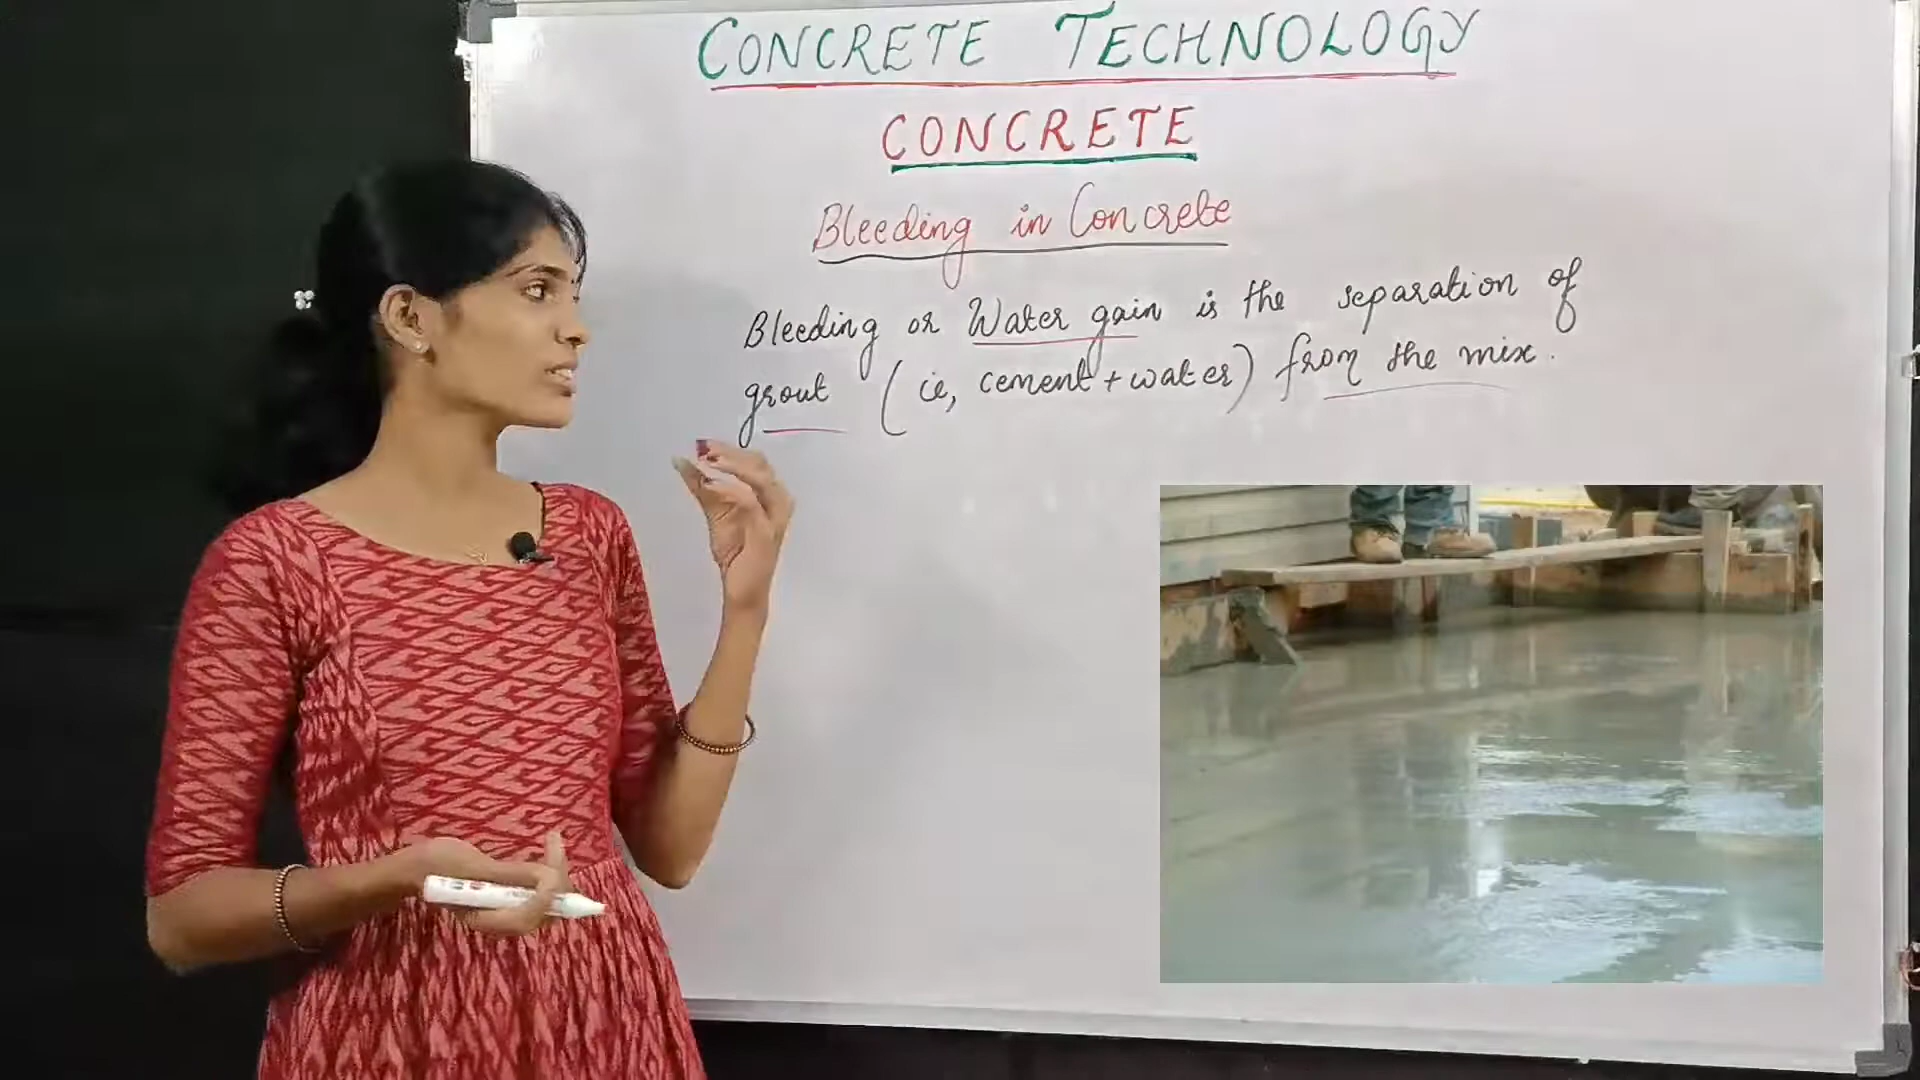 CONCRETE TECHNOLOGY
CONCRETE
Bleeding in Concrete
Bleeding or Water gain is the separation of
grout (ie, cement + water) from the mix.